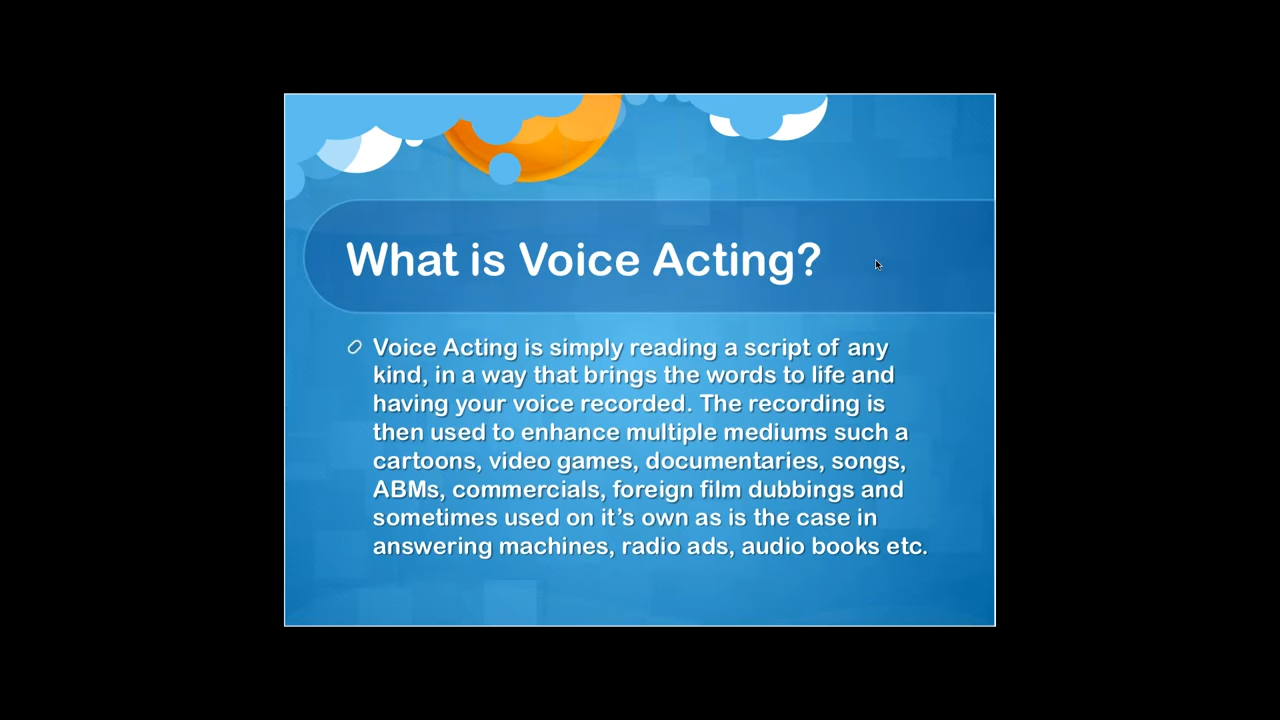 What is Voice Acting?
Voice Acting is simply reading a script of any
kind, in a way that brings the words to life and
having your voice recorded. The recording is
then used to enhance multiple mediums such a
cartoons, video games, documentaries, songs,
ABMs, commercials, foreign film dubbings and
sometimes used on it’s own as is the case in
answering machines, radio ads, audio books etc.